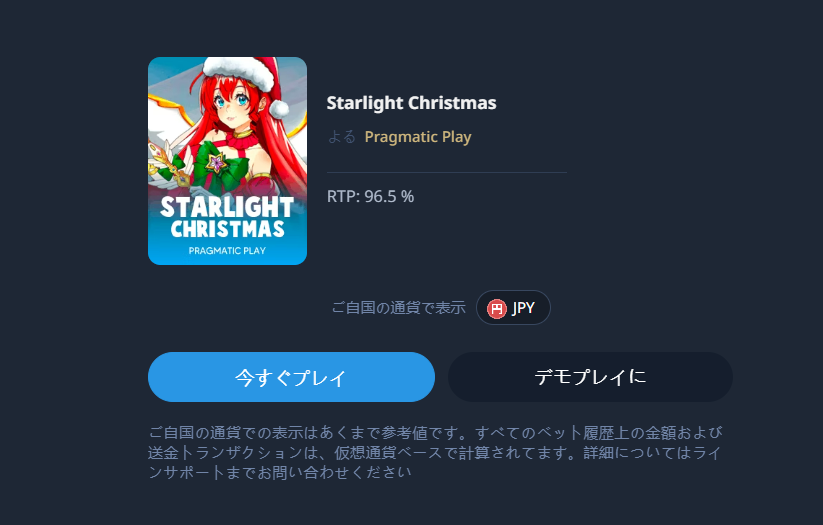 Starlight Christmas
よる Pragmatic Play
RTP: 96.5 %
STARLIGHT
CHRISTMAS
PRAGMATIC PLAY
ご自国の通貨で表示 円 JPY
今すぐプレイ デモプレイに
ご自国の通貨での表示はあくまで参考値です。すべてのベット履歴上の金額および
送金トランザクションは、仮想通貨ベースで計算されてます。詳細についてはライ
ンサポートまでお問い合わせください